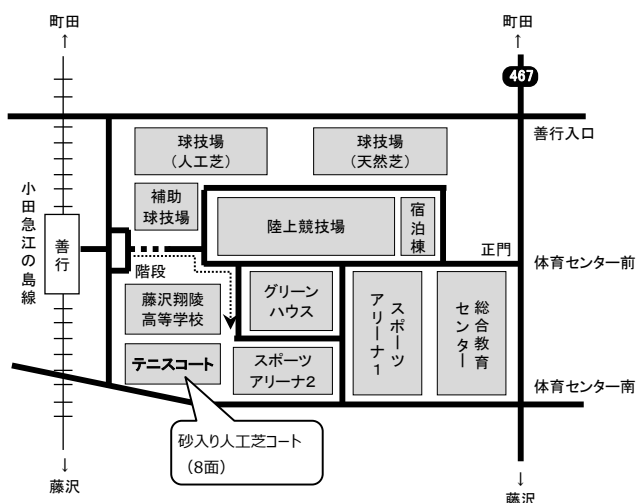 町田
↑
町田
↑
467
善行入口
球技場
(人工芝)
球技場
(天然芝)
小田急江の島線
善行
補助
球技場
陸上競技場
宿泊棟
正門
体育センター前
階段
藤沢翔陵
高等学校
グリーン
ハウス
スポーツ
アリーナ1
総合教育
センター
テニスコート
スポーツ
アリーナ2
体育センター南
砂入り人工芝コート
(8面)
↓
藤沢
↓
藤沢